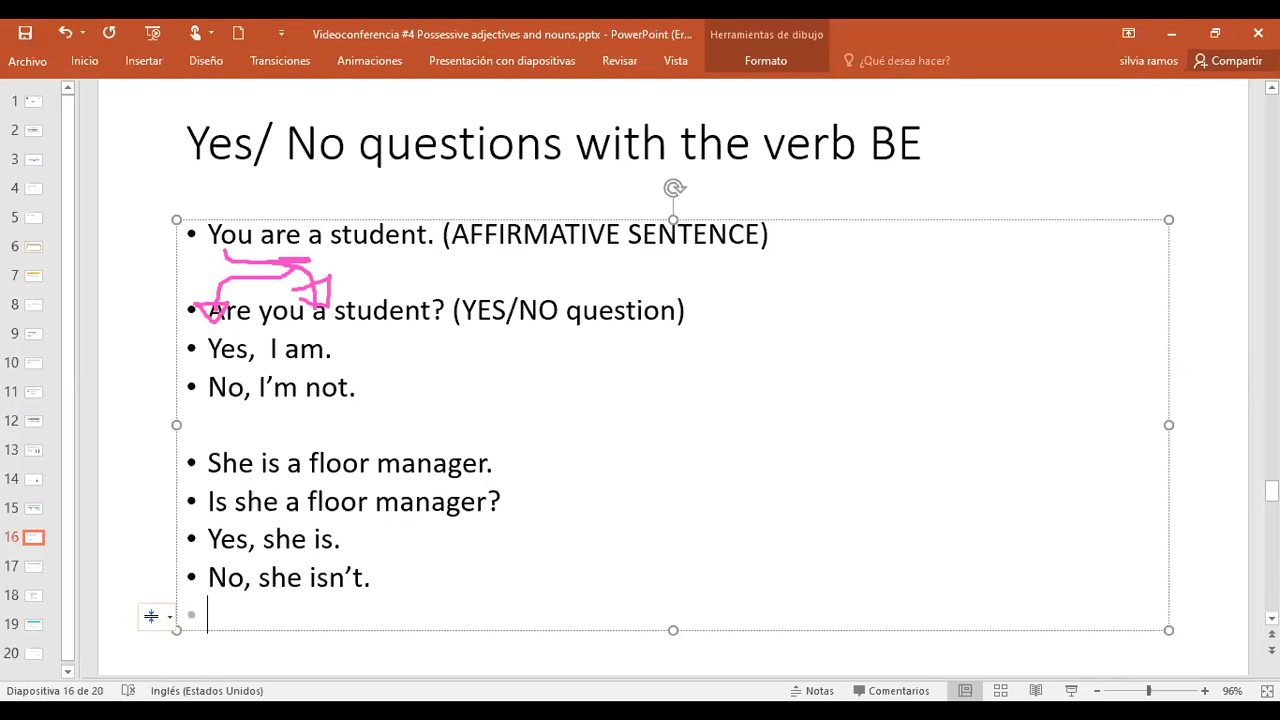 Videoconferencia #4 Possessive adjectives and nouns.pptx - PowerPoint (Er...
Herramientas de dibujo
Archivo Inicio Insertar Diseño Transiciones Animaciones Presentación con diapositivas Revisar Vista Formato ¿Qué desea hacer? silvia ramos Compartir
1
2
3
4
5
6
7
8
9
10
11
12
13
14
15
16
17
18
19
20
Yes/ No questions with the verb BE
• You are a student. (AFFIRMATIVE SENTENCE)
• Are you a student? (YES/NO question)
• Yes,  I am.
• No, I’m not.
• She is a floor manager.
• Is she a floor manager?
• Yes, she is.
• No, she isn’t.
Diapositiva 16 de 20 Inglés (Estados Unidos) Notas Comentarios 96%